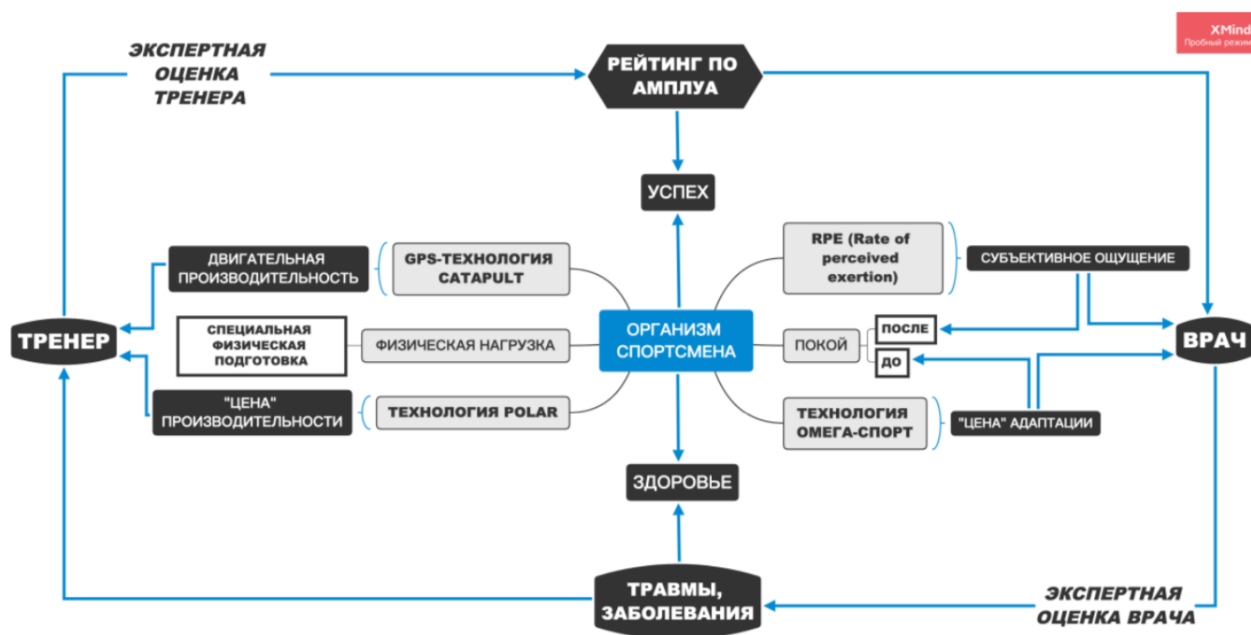 XMind
Пробный режим
ЭКСПЕРТНАЯ
ОЦЕНКА
ТРЕНЕРА
РЕЙТИНГ ПО
АМПЛУА
УСПЕХ
ДВИГАТЕЛЬНАЯ
ПРОИЗВОДИТЕЛЬНОСТЬ
GPS-ТЕХНОЛОГИЯ
CATAPULT
RPE (Rate of
perceived
exertion)
СУБЪЕКТИВНОЕ ОЩУЩЕНИЕ
ТРЕНЕР
СПЕЦИАЛЬНАЯ
ФИЗИЧЕСКАЯ
ПОДГОТОВКА
ФИЗИЧЕСКАЯ НАГРУЗКА
ОРГАНИЗМ
СПОРТСМЕНА
ПОКОЙ
ПОСЛЕ
ДО
ВРАЧ
"ЦЕНА"
ПРОИЗВОДИТЕЛЬНОСТИ
ТЕХНОЛОГИЯ POLAR
ТЕХНОЛОГИЯ
ОМЕГА-СПОРТ
"ЦЕНА" АДАПТАЦИИ
ЗДОРОВЬЕ
ТРАВМЫ,
ЗАБОЛЕВАНИЯ
ЭКСПЕРТНАЯ
ОЦЕНКА ВРАЧА